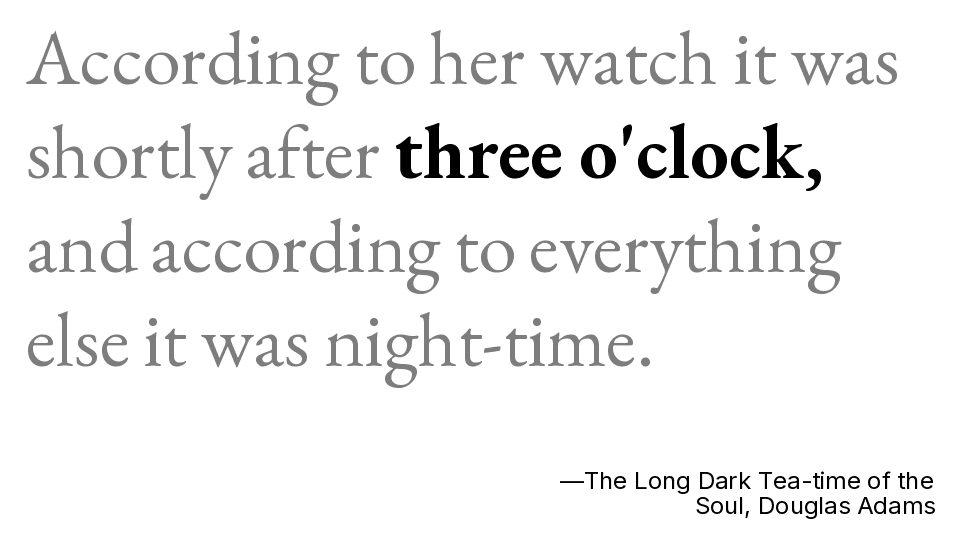 According to her watch it was
shortly after three o'clock,
and according to everything
else it was night-time.
—The Long Dark Tea-time of the
Soul, Douglas Adams